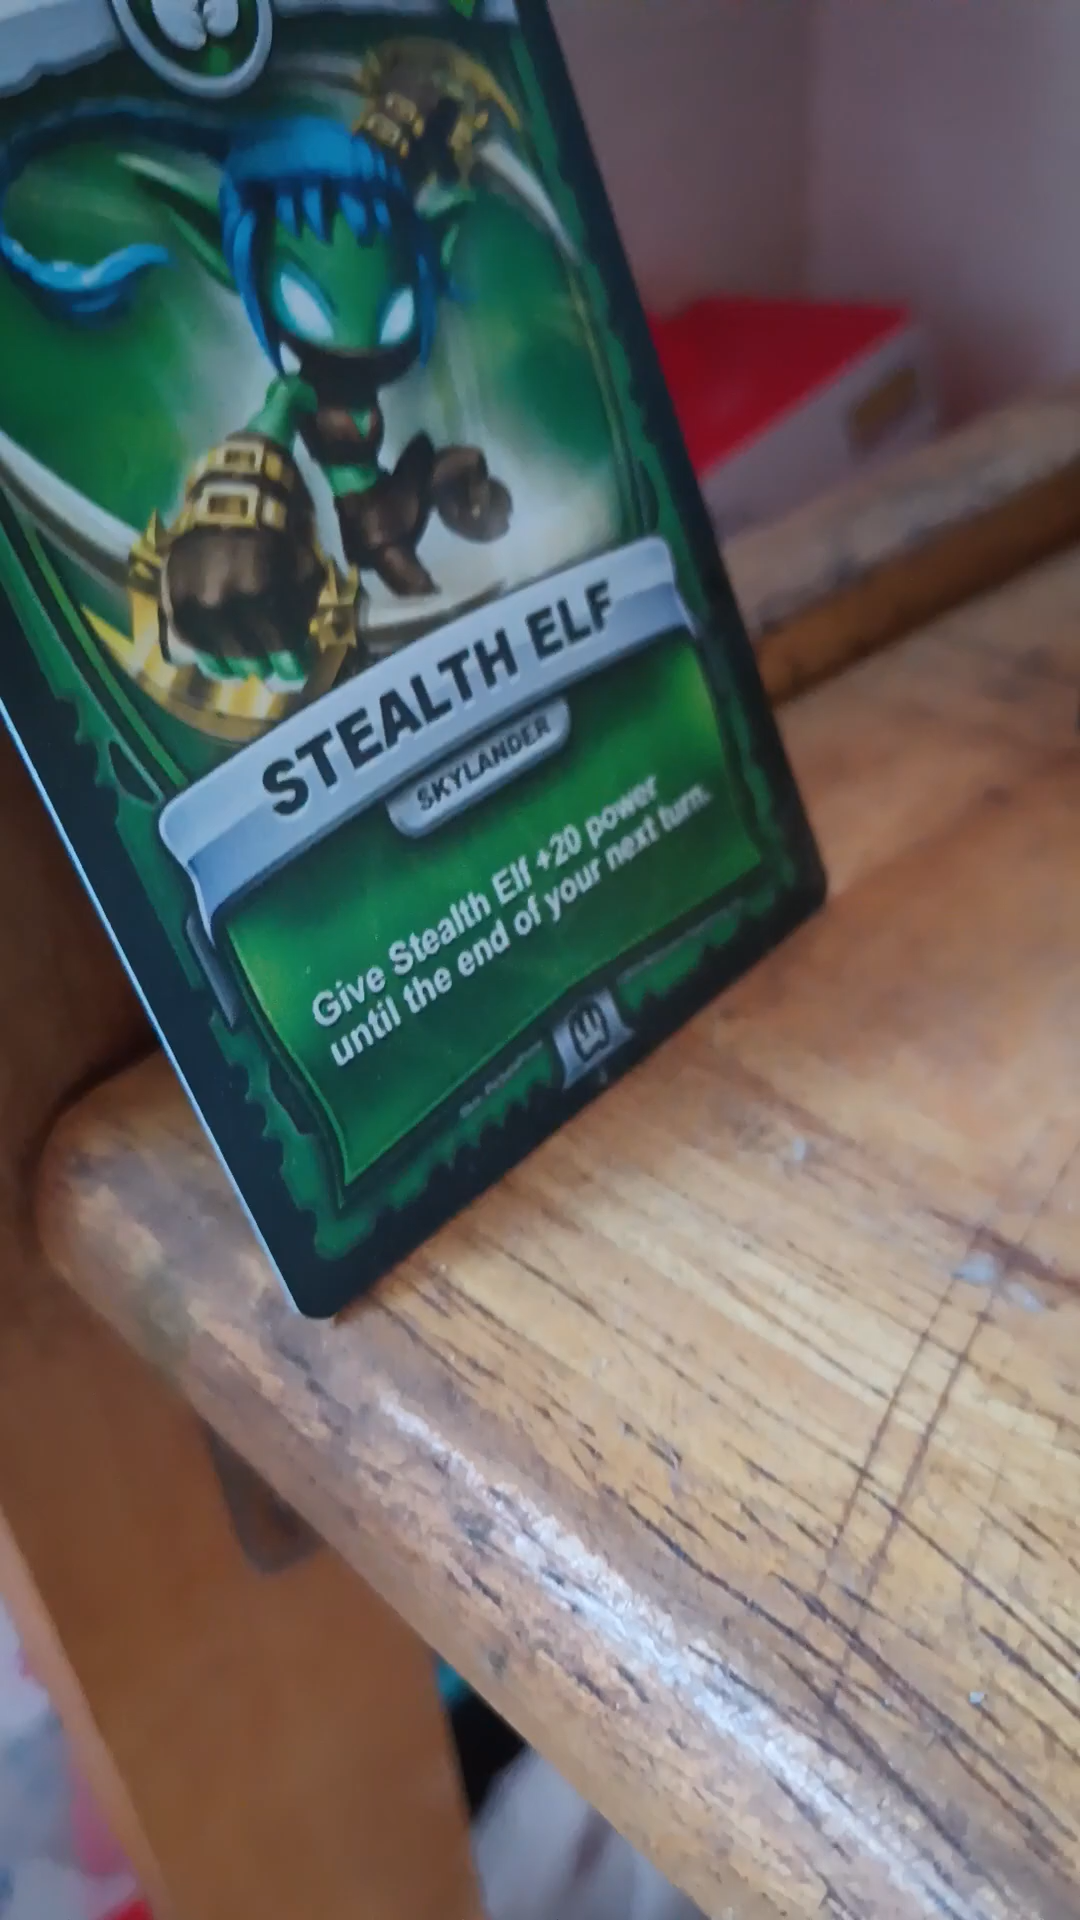 STEALTH ELF
SKYLANDER
Give Stealth Elf +20 power
until the end of your next turn.